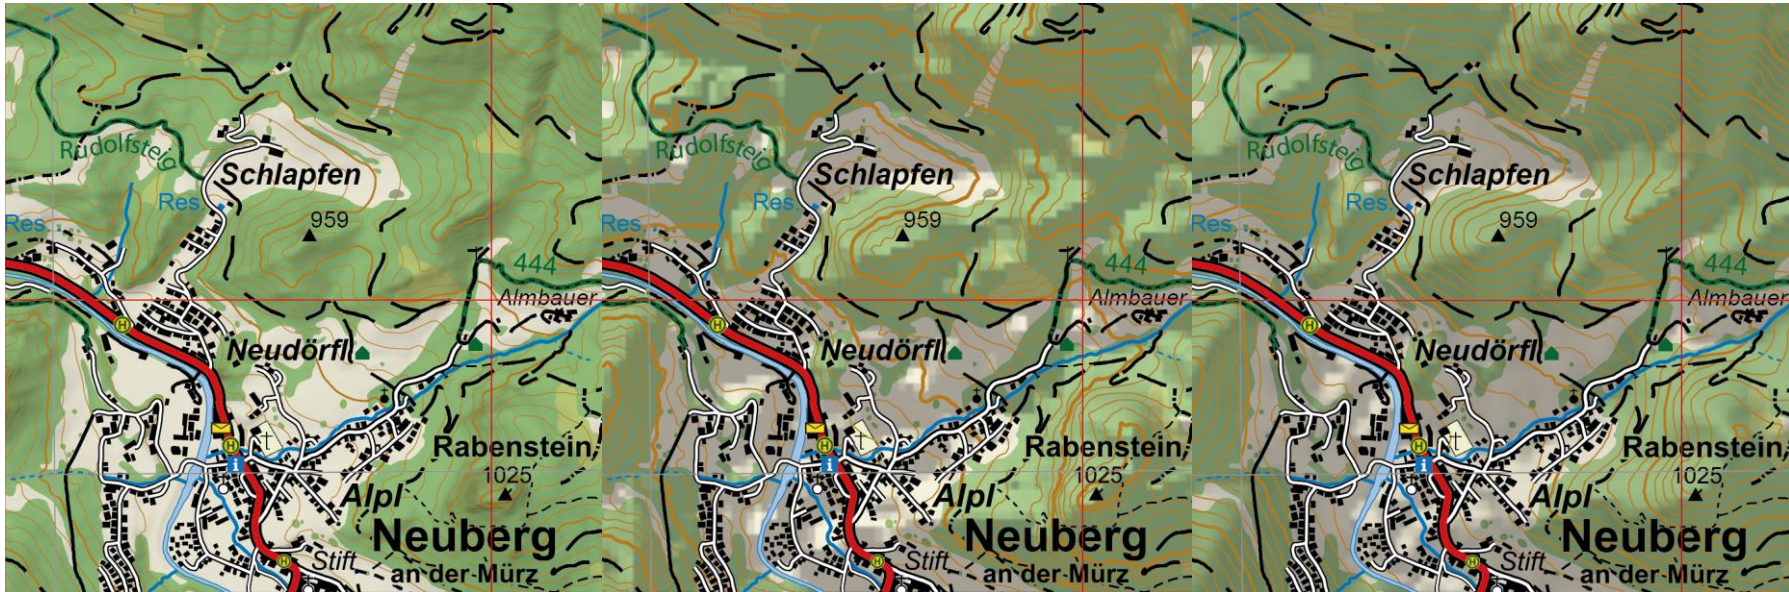 Rudolfsteig
Schlapfen
Res.
959
Res.
444
Almbauer
H
Neudörfl
H
i
Rabenstein
1025
Alpl
Neuberg
H
Stift
an der Mürz
Rudolfsteig
Schlapfen
Res.
959
Res.
444
Almbauer
H
Neudörfl
H
i
Rabenstein
1025
Alpl
Neuberg
H
Stift
an der Mürz
Rudolfsteig
Schlapfen
Res.
959
Res.
444
Almbauer
H
Neudörfl
H
i
Rabenstein
1025
Alpl
Neuberg
H
Stift
an der Mürz